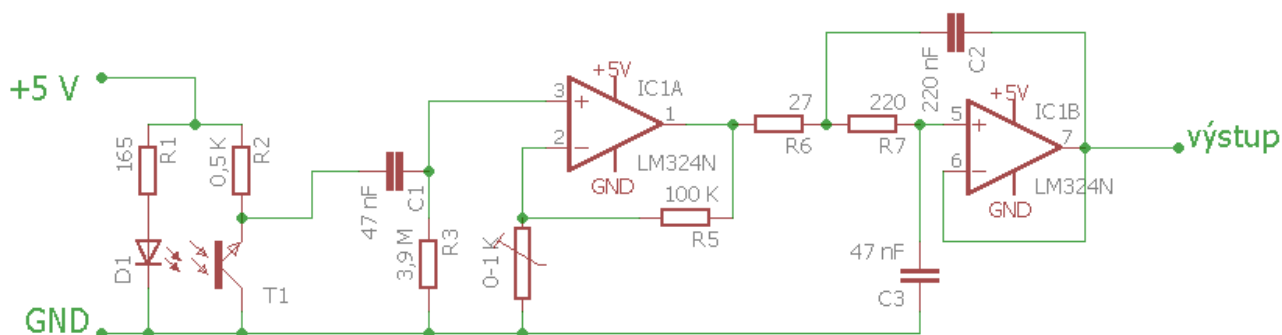 +5 V
165
R1
0,5 K
R2
D1
T1
GND
47 nF
C1
3,9 M
R3
3
2
1
+
−
+5V
IC1A
LM324N
GND
0-1 K
100 K
R5
27
R6
220
R7
220 nF
C2
47 nF
C3
5
6
7
+
−
+5V
IC1B
LM324N
GND
výstup